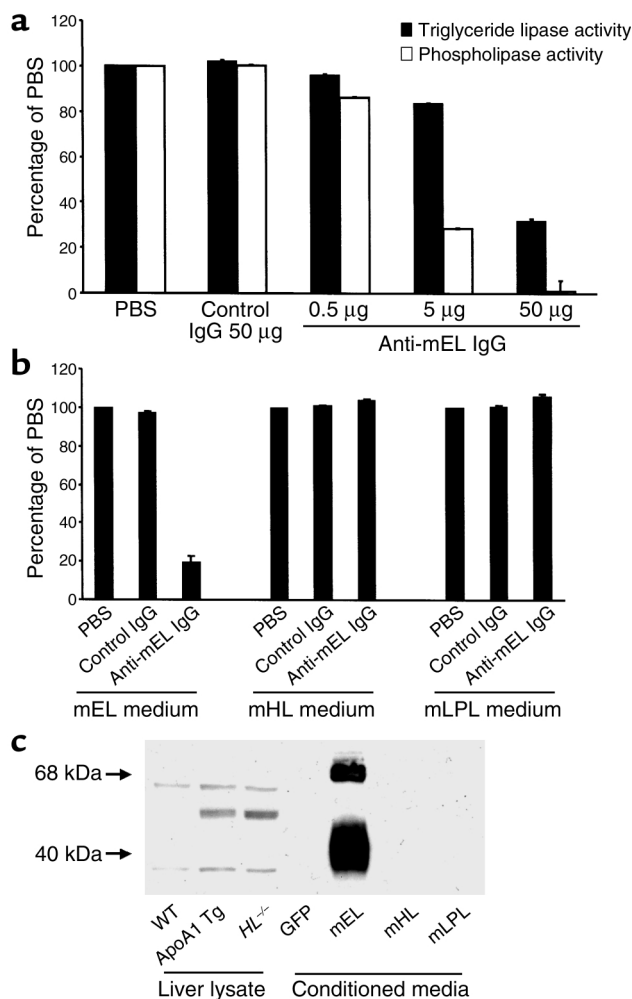 a
Triglyceride lipase activity
Phospholipase activity
Percentage of PBS
120
100
80
60
40
20
0
PBS
Control
IgG 50 μg
0.5 μg
5 μg
50 μg
Anti-mEL IgG
b
Percentage of PBS
120
100
80
60
40
20
0
PBS
Control IgG
Anti-mEL IgG
PBS
Control IgG
Anti-mEL IgG
PBS
Control IgG
Anti-mEL IgG
mEL medium
mHL medium
mLPL medium
c
68 kDa
40 kDa
WT
ApoA1 Tg
HL-/-
GFP
mEL
mHL
mLPL
Liver lysate
Conditioned media